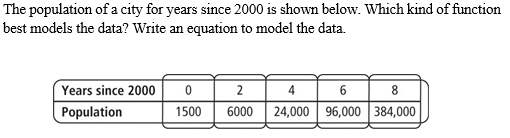 The population of a city for years since 2000 is shown below. Which kind of function
best models the data? Write an equation to model the data.
Years since 2000 0 2 4 6 8
Population 1500 6000 24,000 96,000 384,000